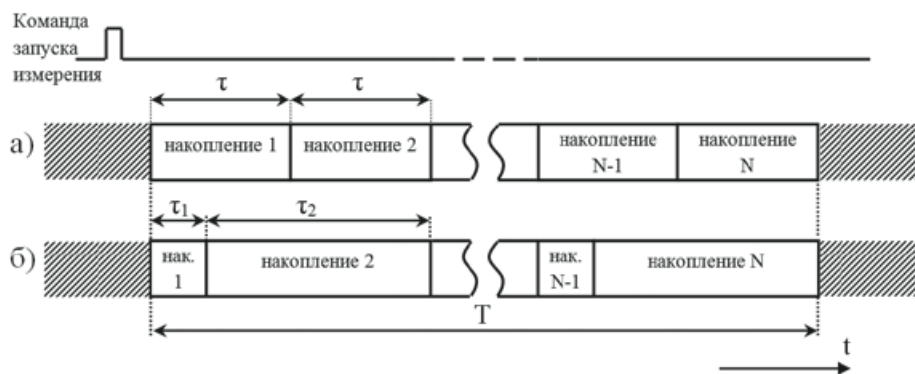 Команда
запуска
измерения
τ τ
а) накопление 1 накопление 2 накопление
N-1 накопление
N
τ₁ τ₂
б) нак.
1 накопление 2 нак.
N-1 накопление N
T
t